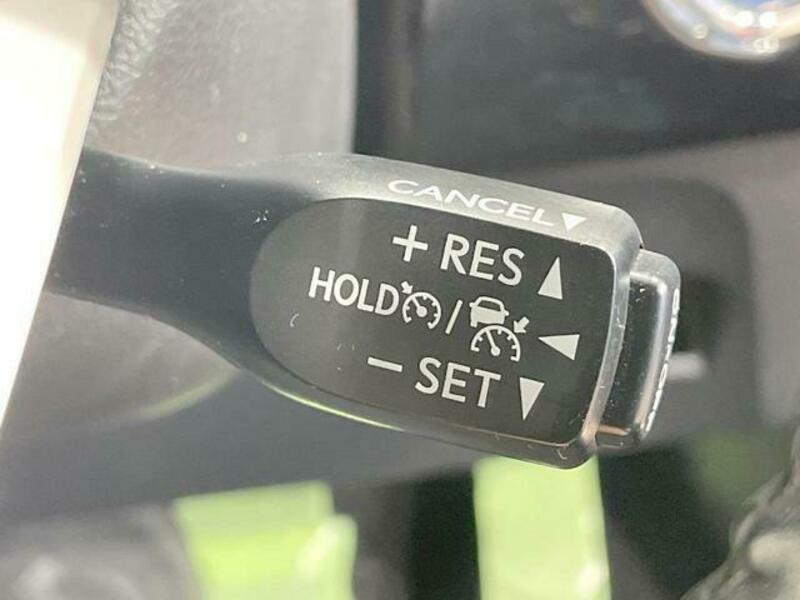 CANCEL▼
+ RES ▲
HOLD / ◀
− SET ▼